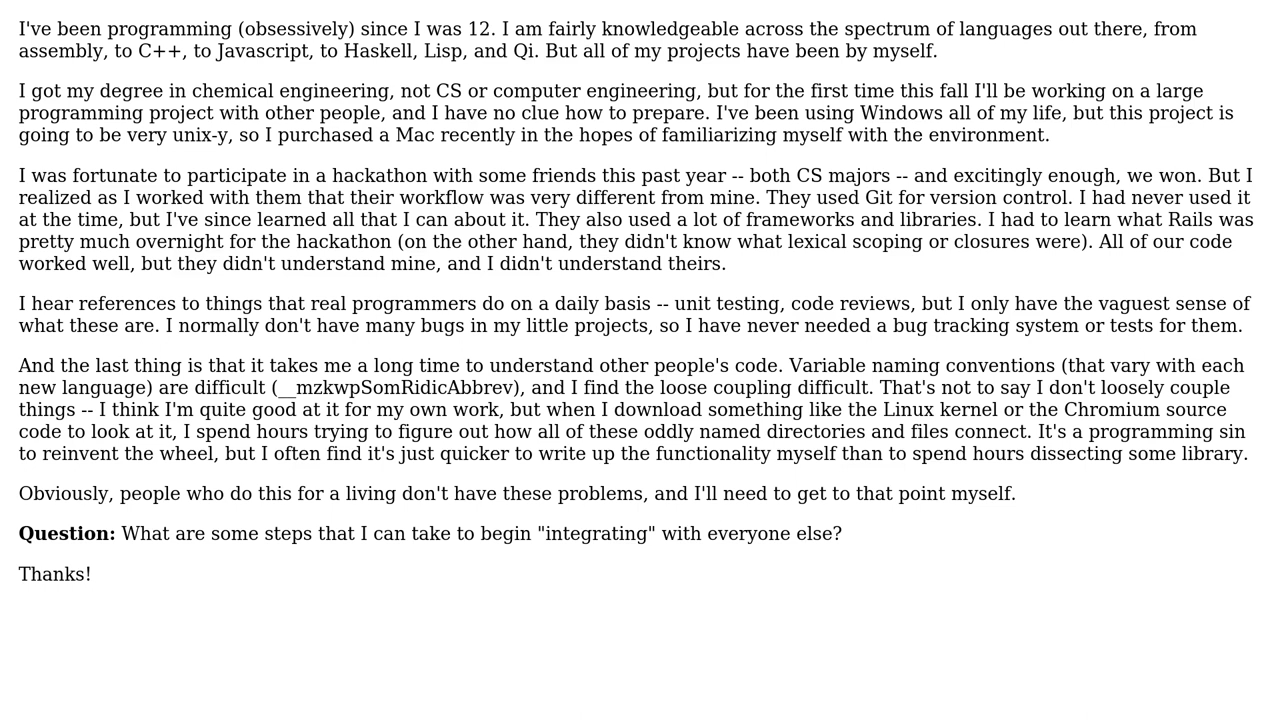 I've been programming (obsessively) since I was 12. I am fairly knowledgeable across the spectrum of languages out there, from
assembly, to C++, to Javascript, to Haskell, Lisp, and Qi. But all of my projects have been by myself.
I got my degree in chemical engineering, not CS or computer engineering, but for the first time this fall I'll be working on a large
programming project with other people, and I have no clue how to prepare. I've been using Windows all of my life, but this project is
going to be very unix-y, so I purchased a Mac recently in the hopes of familiarizing myself with the environment.
I was fortunate to participate in a hackathon with some friends this past year -- both CS majors -- and excitingly enough, we won. But I
realized as I worked with them that their workflow was very different from mine. They used Git for version control. I had never used it
at the time, but I've since learned all that I can about it. They also used a lot of frameworks and libraries. I had to learn what Rails was
pretty much overnight for the hackathon (on the other hand, they didn't know what lexical scoping or closures were). All of our code
worked well, but they didn't understand mine, and I didn't understand theirs.
I hear references to things that real programmers do on a daily basis -- unit testing, code reviews, but I only have the vaguest sense of
what these are. I normally don't have many bugs in my little projects, so I have never needed a bug tracking system or tests for them.
And the last thing is that it takes me a long time to understand other people's code. Variable naming conventions (that vary with each
new language) are difficult (__mzkwpSomRidicAbbrev), and I find the loose coupling difficult. That's not to say I don't loosely couple
things -- I think I'm quite good at it for my own work, but when I download something like the Linux kernel or the Chromium source
code to look at it, I spend hours trying to figure out how all of these oddly named directories and files connect. It's a programming sin
to reinvent the wheel, but I often find it's just quicker to write up the functionality myself than to spend hours dissecting some library.
Obviously, people who do this for a living don't have these problems, and I'll need to get to that point myself.
Question: What are some steps that I can take to begin "integrating" with everyone else?
Thanks!